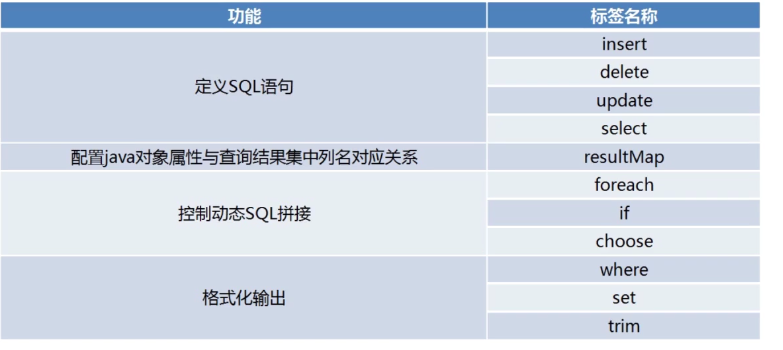 功能 标签名称
insert
delete
定义SQL语句
update
select
配置java对象属性与查询结果集中列名对应关系 resultMap
foreach
控制动态SQL拼接 if
choose
where
格式化输出 set
trim